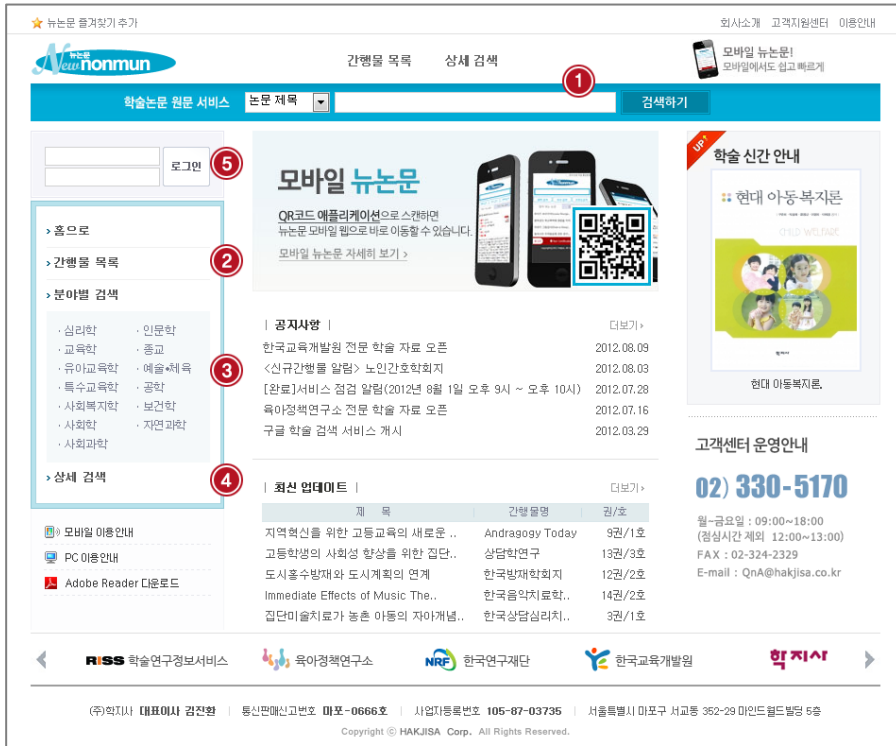 뉴논문 즐겨찾기 추가
회사소개 고객지원센터 이용안내
뉴논문
New nonmun
간행물 목록 상세 검색
모바일 뉴논문!
모바일에서도 쉽고 빠르게
1
학술논문 원문 서비스 논문 제목 검색하기
로그인
5
› 홈으로
› 간행물 목록
2
› 분야별 검색
· 심리학 · 인문학
· 교육학 · 종교
· 유아교육학 · 예술•체육
3
· 특수교육학 · 공학
· 사회복지학 · 보건학
· 사회학 · 자연과학
· 사회과학
› 상세 검색
4
모바일 이용안내
PC 이용안내
Adobe Reader 다운로드
모바일 뉴논문
QR코드 애플리케이션으로 스캔하면
뉴논문 모바일 웹으로 바로 이동할 수 있습니다.
모바일 뉴논문 자세히 보기 >
| 공지사항 | 더보기 ›
한국교육개발원 전문 학술 자료 오픈 2012.08.09
<신규간행물 알림> 노인간호학회지 2012.08.03
[완료]서비스 점검 알림(2012년 8월 1일 오후 9시 ~ 오후 10시) 2012.07.28
육아정책연구소 전문 학술 자료 오픈 2012.07.16
구글 학술 검색 서비스 개시 2012.03.29
| 최신 업데이트 | 더보기 ›
제 목 간행물명 권/호
지역혁신을 위한 고등교육의 새로운 .. Andragogy Today 9권/1호
고등학생의 사회성 향상을 위한 집단.. 상담학연구 13권/3호
도시홍수방재와 도시계획의 연계 한국방재학회지 12권/2호
Immediate Effects of Music The.. 한국음악치료학.. 14권/2호
집단미술치료가 농촌 아동의 자아개념.. 한국상담심리치.. 3권/1호
UP!
학술 신간 안내
현대 아동복지론
CHILD WELFARE
학지사
현대 아동복지론.
고객센터 운영안내
02) 330-5170
월~금요일 : 09:00~18:00
(점심시간 제외 12:00~13:00)
FAX : 02-324-2329
E-mail : QnA@hakjisa.co.kr
RISS 학술연구정보서비스 육아정책연구소 NRF 한국연구재단 한국교육개발원 학지사
(주)학지사 대표이사 김진환 | 통신판매신고번호 마포-0666호 | 사업자등록번호 105-87-03735 | 서울특별시 마포구 서교동 352-29 마인드월드빌딩 5층
Copyright ⓒ HAKJISA Corp. All Rights Reserved.